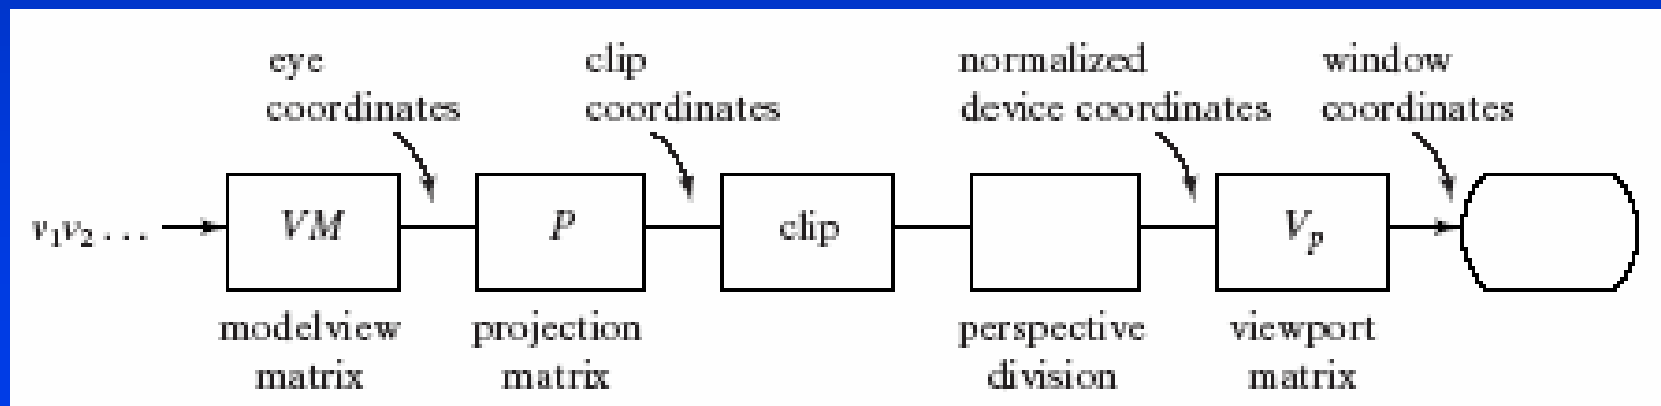 eye
coordinates
clip
coordinates
normalized
device coordinates
window
coordinates
v₁v₂ ...
VM
P
clip
Vₚ
modelview
matrix
projection
matrix
perspective
division
viewport
matrix